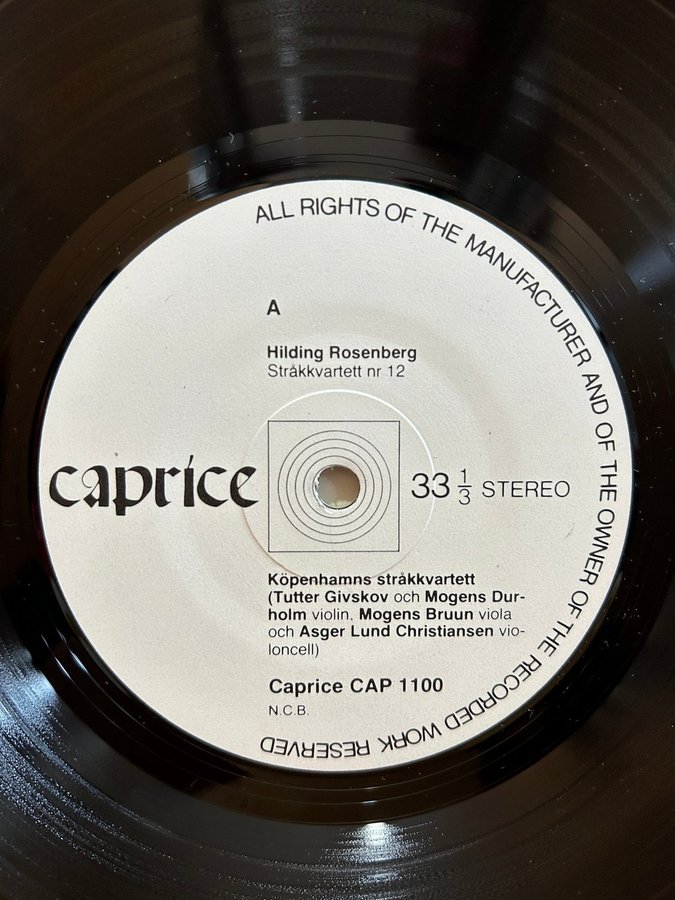 ALL RIGHTS OF THE MANUFACTURER AND OF THE OWNER OF THE RECORDED WORK RESERVED
A
Hilding Rosenberg
Stråkkvartett nr 12
caprice
33 1/3 STEREO
Köpenhamns stråkkvartett
(Tutter Givskov och Mogens Dur-
holm violin, Mogens Bruun viola
och Asger Lund Christiansen vio-
loncell)
Caprice CAP 1100
N.C.B.